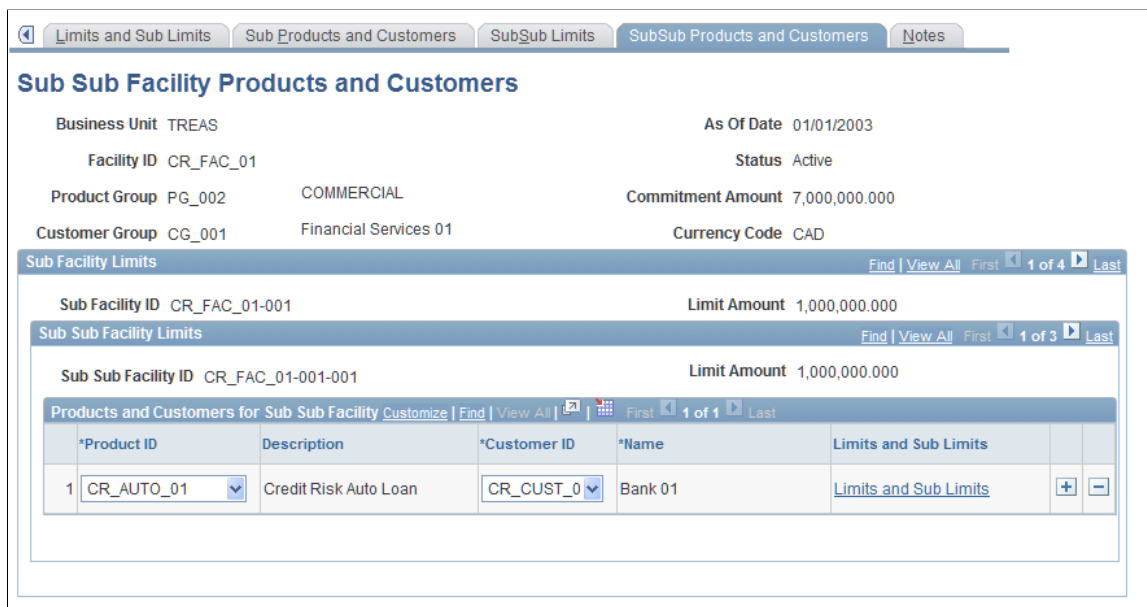 Limits and Sub Limits Sub Products and Customers SubSub Limits SubSub Products and Customers Notes
Sub Sub Facility Products and Customers
Business Unit TREAS As Of Date 01/01/2003
Facility ID CR_FAC_01 Status Active
Product Group PG_002 COMMERCIAL Commitment Amount 7,000,000.000
Customer Group CG_001 Financial Services 01 Currency Code CAD
Sub Facility Limits Find | View All First 1 of 4 Last
Sub Facility ID CR_FAC_01-001 Limit Amount 1,000,000.000
Sub Sub Facility Limits Find | View All First 1 of 3 Last
Sub Sub Facility ID CR_FAC_01-001-001 Limit Amount 1,000,000.000
Products and Customers for Sub Sub Facility Customize | Find | View All | | First 1 of 1 Last
*Product ID Description *Customer ID *Name Limits and Sub Limits
1 CR_AUTO_01 Credit Risk Auto Loan CR_CUST_0 Bank 01 Limits and Sub Limits + -